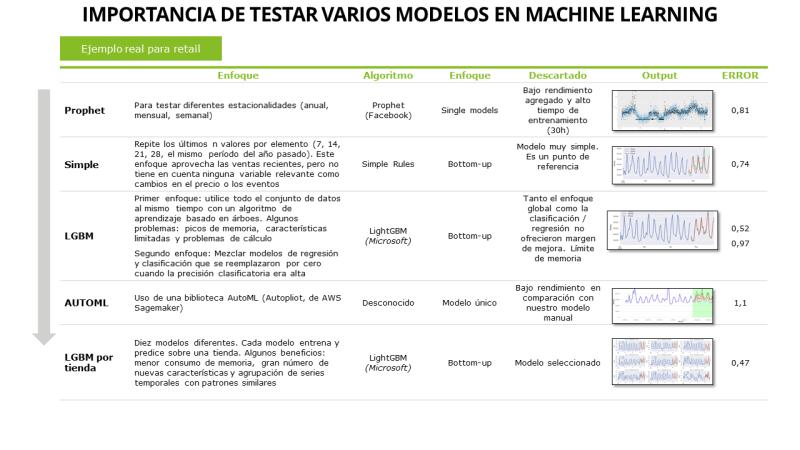 IMPORTANCIA DE TESTAR VARIOS MODELOS EN MACHINE LEARNING
Ejemplo real para retail
Enfoque Algoritmo Enfoque Descartado Output ERROR
Prophet
Para testar diferentes estacionalidades (anual,
mensual, semanal)
Prophet
(Facebook)
Single models
Bajo rendimiento
agregado y alto
tiempo de
entrenamiento
(30h)
0,81
Simple
Repite los últimos n valores por elemento (7, 14,
21, 28, el mismo período del año pasado). Este
enfoque aprovecha las ventas recientes, pero no
tiene en cuenta ninguna variable relevante como
cambios en el precio o los eventos
Simple Rules
Bottom-up
Modelo muy simple.
Es un punto de
referencia
0,74
LGBM
Primer enfoque: utilice todo el conjunto de datos
al mismo tiempo con un algoritmo de
aprendizaje basado en árboes. Algunos
problemas: picos de memoria, características
limitadas y problemas de cálculo
Segundo enfoque: Mezclar modelos de regresión
y clasificación que se reemplazaron por cero
cuando la precisión clasificatoria era alta
LightGBM
(Microsoft)
Bottom-up
Tanto el enfoque
global como la
clasificación /
regresión no
ofrecieron margen
de mejora. Límite
de memoria
0,52
0,97
AUTOML
Uso de una biblioteca AutoML (Autopliot, de AWS
Sagemaker)
Desconocido
Modelo único
Bajo rendimiento en
comparación con
nuestro modelo
manual
1,1
LGBM por
tienda
Diez modelos diferentes. Cada modelo entrena y
predice sobre una tienda. Algunos beneficios:
menor consumo de memoria, gran número de
nuevas características y agrupación de series
temporales con patrones similares
LightGBM
(Microsoft)
Bottom-up
Modelo seleccionado
0,47